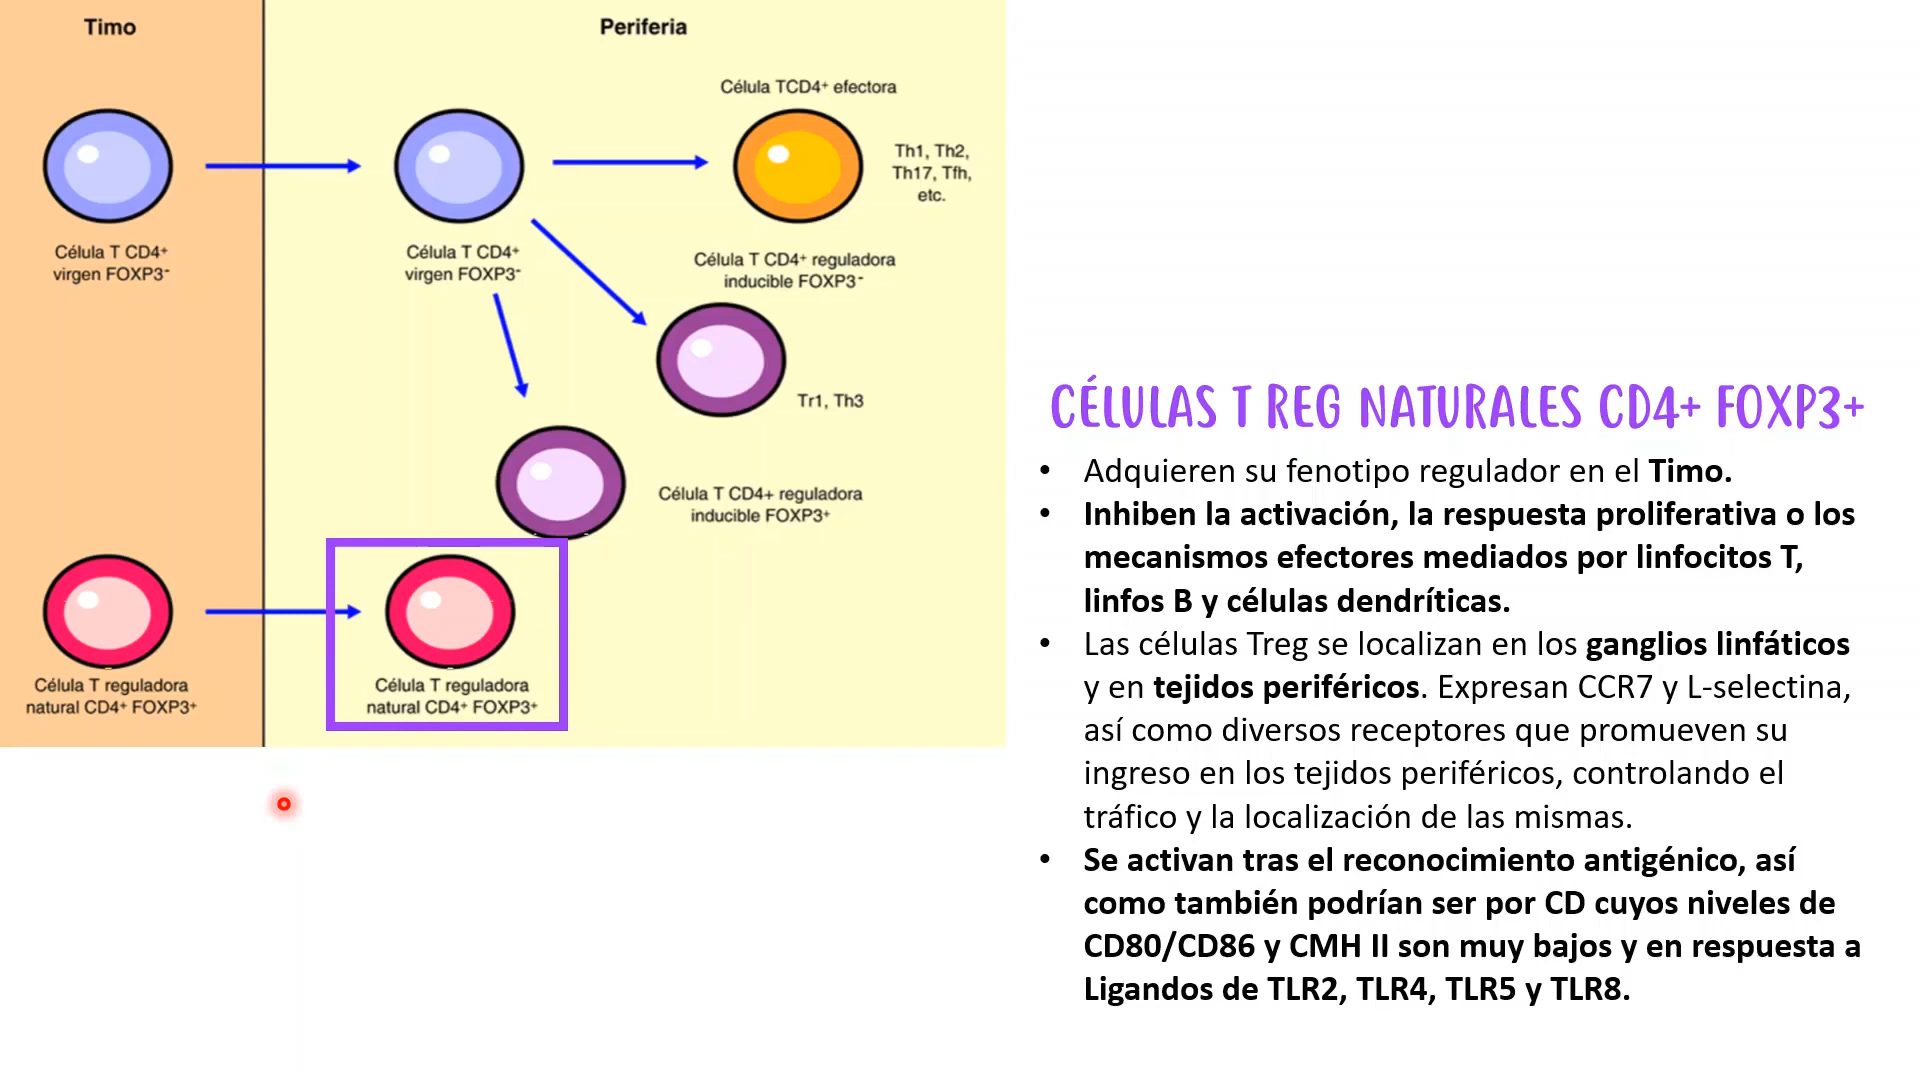 Timo
Periferia
Célula TCD4⁺ efectora
Th1, Th2,
Th17, Tfh,
etc.
Célula T CD4⁺
virgen FOXP3⁻
Célula T CD4⁺
virgen FOXP3⁻
Célula T CD4⁺ reguladora
inducible FOXP3⁻
Tr1, Th3
Célula T CD4+ reguladora
inducible FOXP3⁺
Célula T reguladora
natural CD4⁺ FOXP3⁺
Célula T reguladora
natural CD4⁺ FOXP3⁺
CÉLULAS T REG NATURALES CD4+ FOXP3+
• Adquieren su fenotipo regulador en el Timo.
• Inhiben la activación, la respuesta proliferativa o los
mecanismos efectores mediados por linfocitos T,
linfos B y células dendríticas.
• Las células Treg se localizan en los ganglios linfáticos
y en tejidos periféricos. Expresan CCR7 y L-selectina,
así como diversos receptores que promueven su
ingreso en los tejidos periféricos, controlando el
tráfico y la localización de las mismas.
• Se activan tras el reconocimiento antigénico, así
como también podrían ser por CD cuyos niveles de
CD80/CD86 y CMH II son muy bajos y en respuesta a
Ligandos de TLR2, TLR4, TLR5 y TLR8.